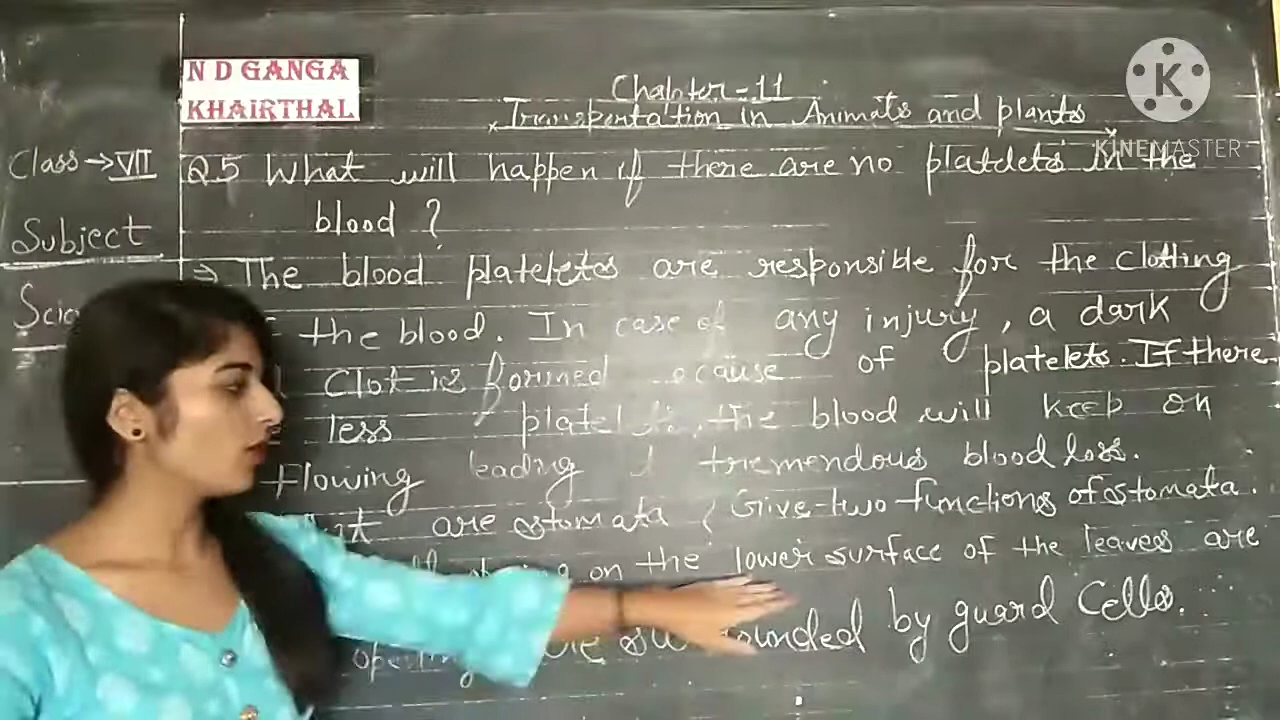 N D GANGA
KHAIRTHAL
Chapter-11
Transportation in Animals and plants
KINEMASTER
Class → VII
Subject
Q.5 What will happen if there are no platelets in the
blood ?
→ The blood platelets are responsible for the clotting
the blood. In case of any injury, a dark
Clot is formed of platelets. If there
less the blood will keep on
Flowing leading tremendous blood loss.
are stomata ? Give two functions of stomata.
on the lower surface of the leaves are
by guard Cells.